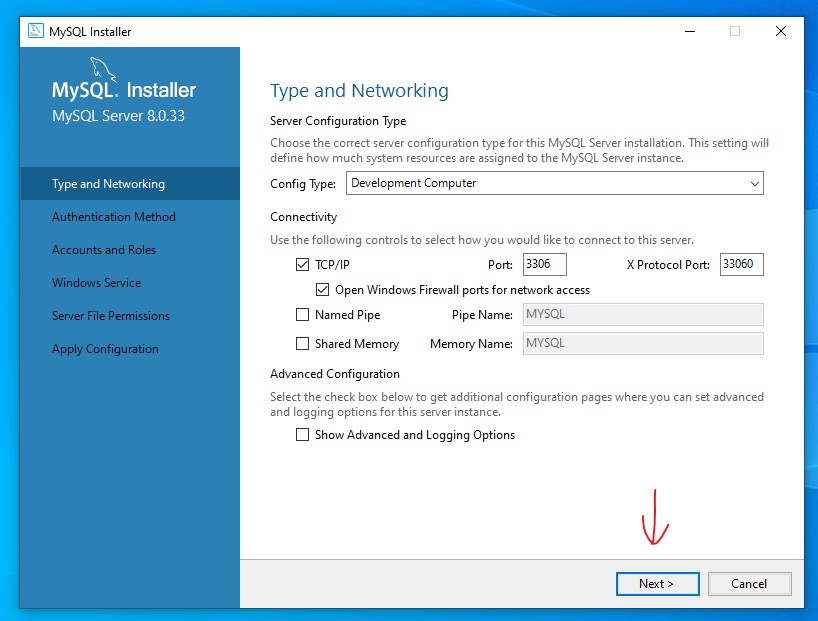 MySQL Installer
MySQL. Installer
MySQL Server 8.0.33
Type and Networking
Authentication Method
Accounts and Roles
Windows Service
Server File Permissions
Apply Configuration
Type and Networking
Server Configuration Type
Choose the correct server configuration type for this MySQL Server installation. This setting will
define how much system resources are assigned to the MySQL Server instance.
Config Type: Development Computer
Connectivity
Use the following controls to select how you would like to connect to this server.
TCP/IP Port: 3306 X Protocol Port: 33060
Open Windows Firewall ports for network access
Named Pipe Pipe Name: MYSQL
Shared Memory Memory Name: MYSQL
Advanced Configuration
Select the check box below to get additional configuration pages where you can set advanced
and logging options for this server instance.
Show Advanced and Logging Options
Next > Cancel